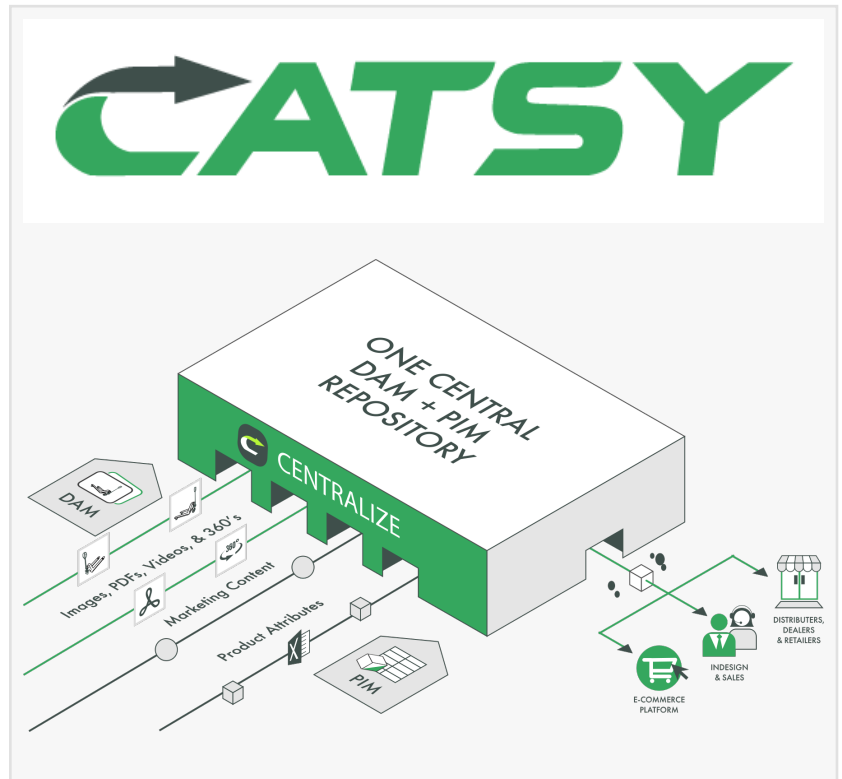 CATSY
ONE CENTRAL
DAM + PIM
REPOSITORY
CENTRALIZE
DAM
Images, PDFs, Videos, & 360's
360°
Marketing Content
Product Attributes
X
PIM
DISTRIBUTERS,
DEALERS
& RETAILERS
INDESIGN
& SALES
E-COMMERCE
PLATFORM